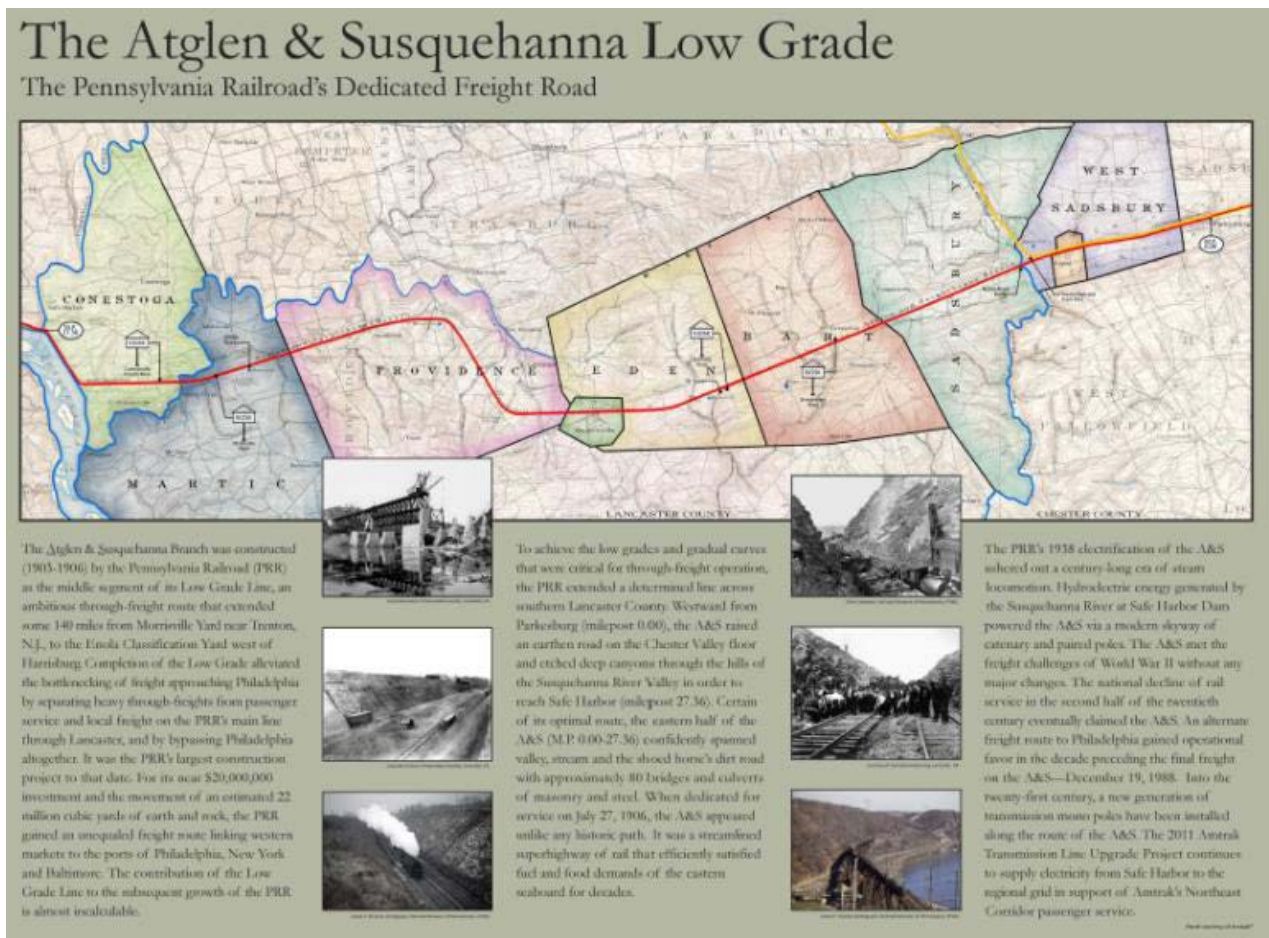 The Atglen & Susquehanna Low Grade
The Pennsylvania Railroad's Dedicated Freight Road
PARADISE
WEST
SADSBURY
CONESTOGA
PROVIDENCE
EDEN
BART
SADSBURY
WEST
FALLOWFIELD
MARTIC
LANCASTER COUNTY
CHESTER COUNTY
The Atglen & Susquehanna Branch was constructed
(1903-1906) by the Pennsylvania Railroad (PRR)
as the middle segment of its Low Grade Line, an
ambitious through-freight route that extended
some 140 miles from Morrisville Yard near Trenton,
N.J., to the Enola Classification Yard west of
Harrisburg. Completion of the Low Grade alleviated
the bottlenecking of freight approaching Philadelphia
by separating heavy through-freights from passenger
service and local freight on the PRR's main line
through Lancaster, and by bypassing Philadelphia
altogether. It was the PRR's largest construction
project to that date. For its near $20,000,000
investment and the movement of an estimated 22
million cubic yards of earth and rock, the PRR
gained an unequaled freight route linking western
markets to the ports of Philadelphia, New York
and Baltimore. The contribution of the Low
Grade Line to the subsequent growth of the PRR
is almost incalculable.
To achieve the low grades and gradual curves
that were critical for through-freight operation,
the PRR extended a determined line across
southern Lancaster County. Westward from
Parkesburg (milepost 0.00), the A&S raised
an earthen road on the Chester Valley floor
and etched deep canyons through the hills of
the Susquehanna River Valley in order to
reach Safe Harbor (milepost 27.36). Certain
of its optimal route, the eastern half of the
A&S (M.P. 0.00-27.36) confidently spanned
valley, stream and the shoed horse's dirt road
with approximately 80 bridges and culverts
of masonry and steel. When dedicated for
service on July 27, 1906, the A&S appeared
unlike any historic path. It was a streamlined
superhighway of rail that efficiently satisfied
fuel and food demands of the eastern
seaboard for decades.
The PRR's 1938 electrification of the A&S
ushered out a century-long era of steam
locomotion. Hydroelectric energy generated by
the Susquehanna River at Safe Harbor Dam
powered the A&S via a modern skyway of
catenary and paired poles. The A&S met the
freight challenges of World War II without any
major changes. The national decline of rail
service in the second half of the twentieth
century eventually claimed the A&S. An alternate
freight route to Philadelphia gained operational
favor in the decade preceding the final freight
on the A&S—December 19, 1988. Into the
twenty-first century, a new generation of
transmission mono poles have been installed
along the route of the A&S. The 2011 Amtrak
Transmission Line Upgrade Project continues
to supply electricity from Safe Harbor to the
regional grid in support of Amtrak's Northeast
Corridor passenger service.